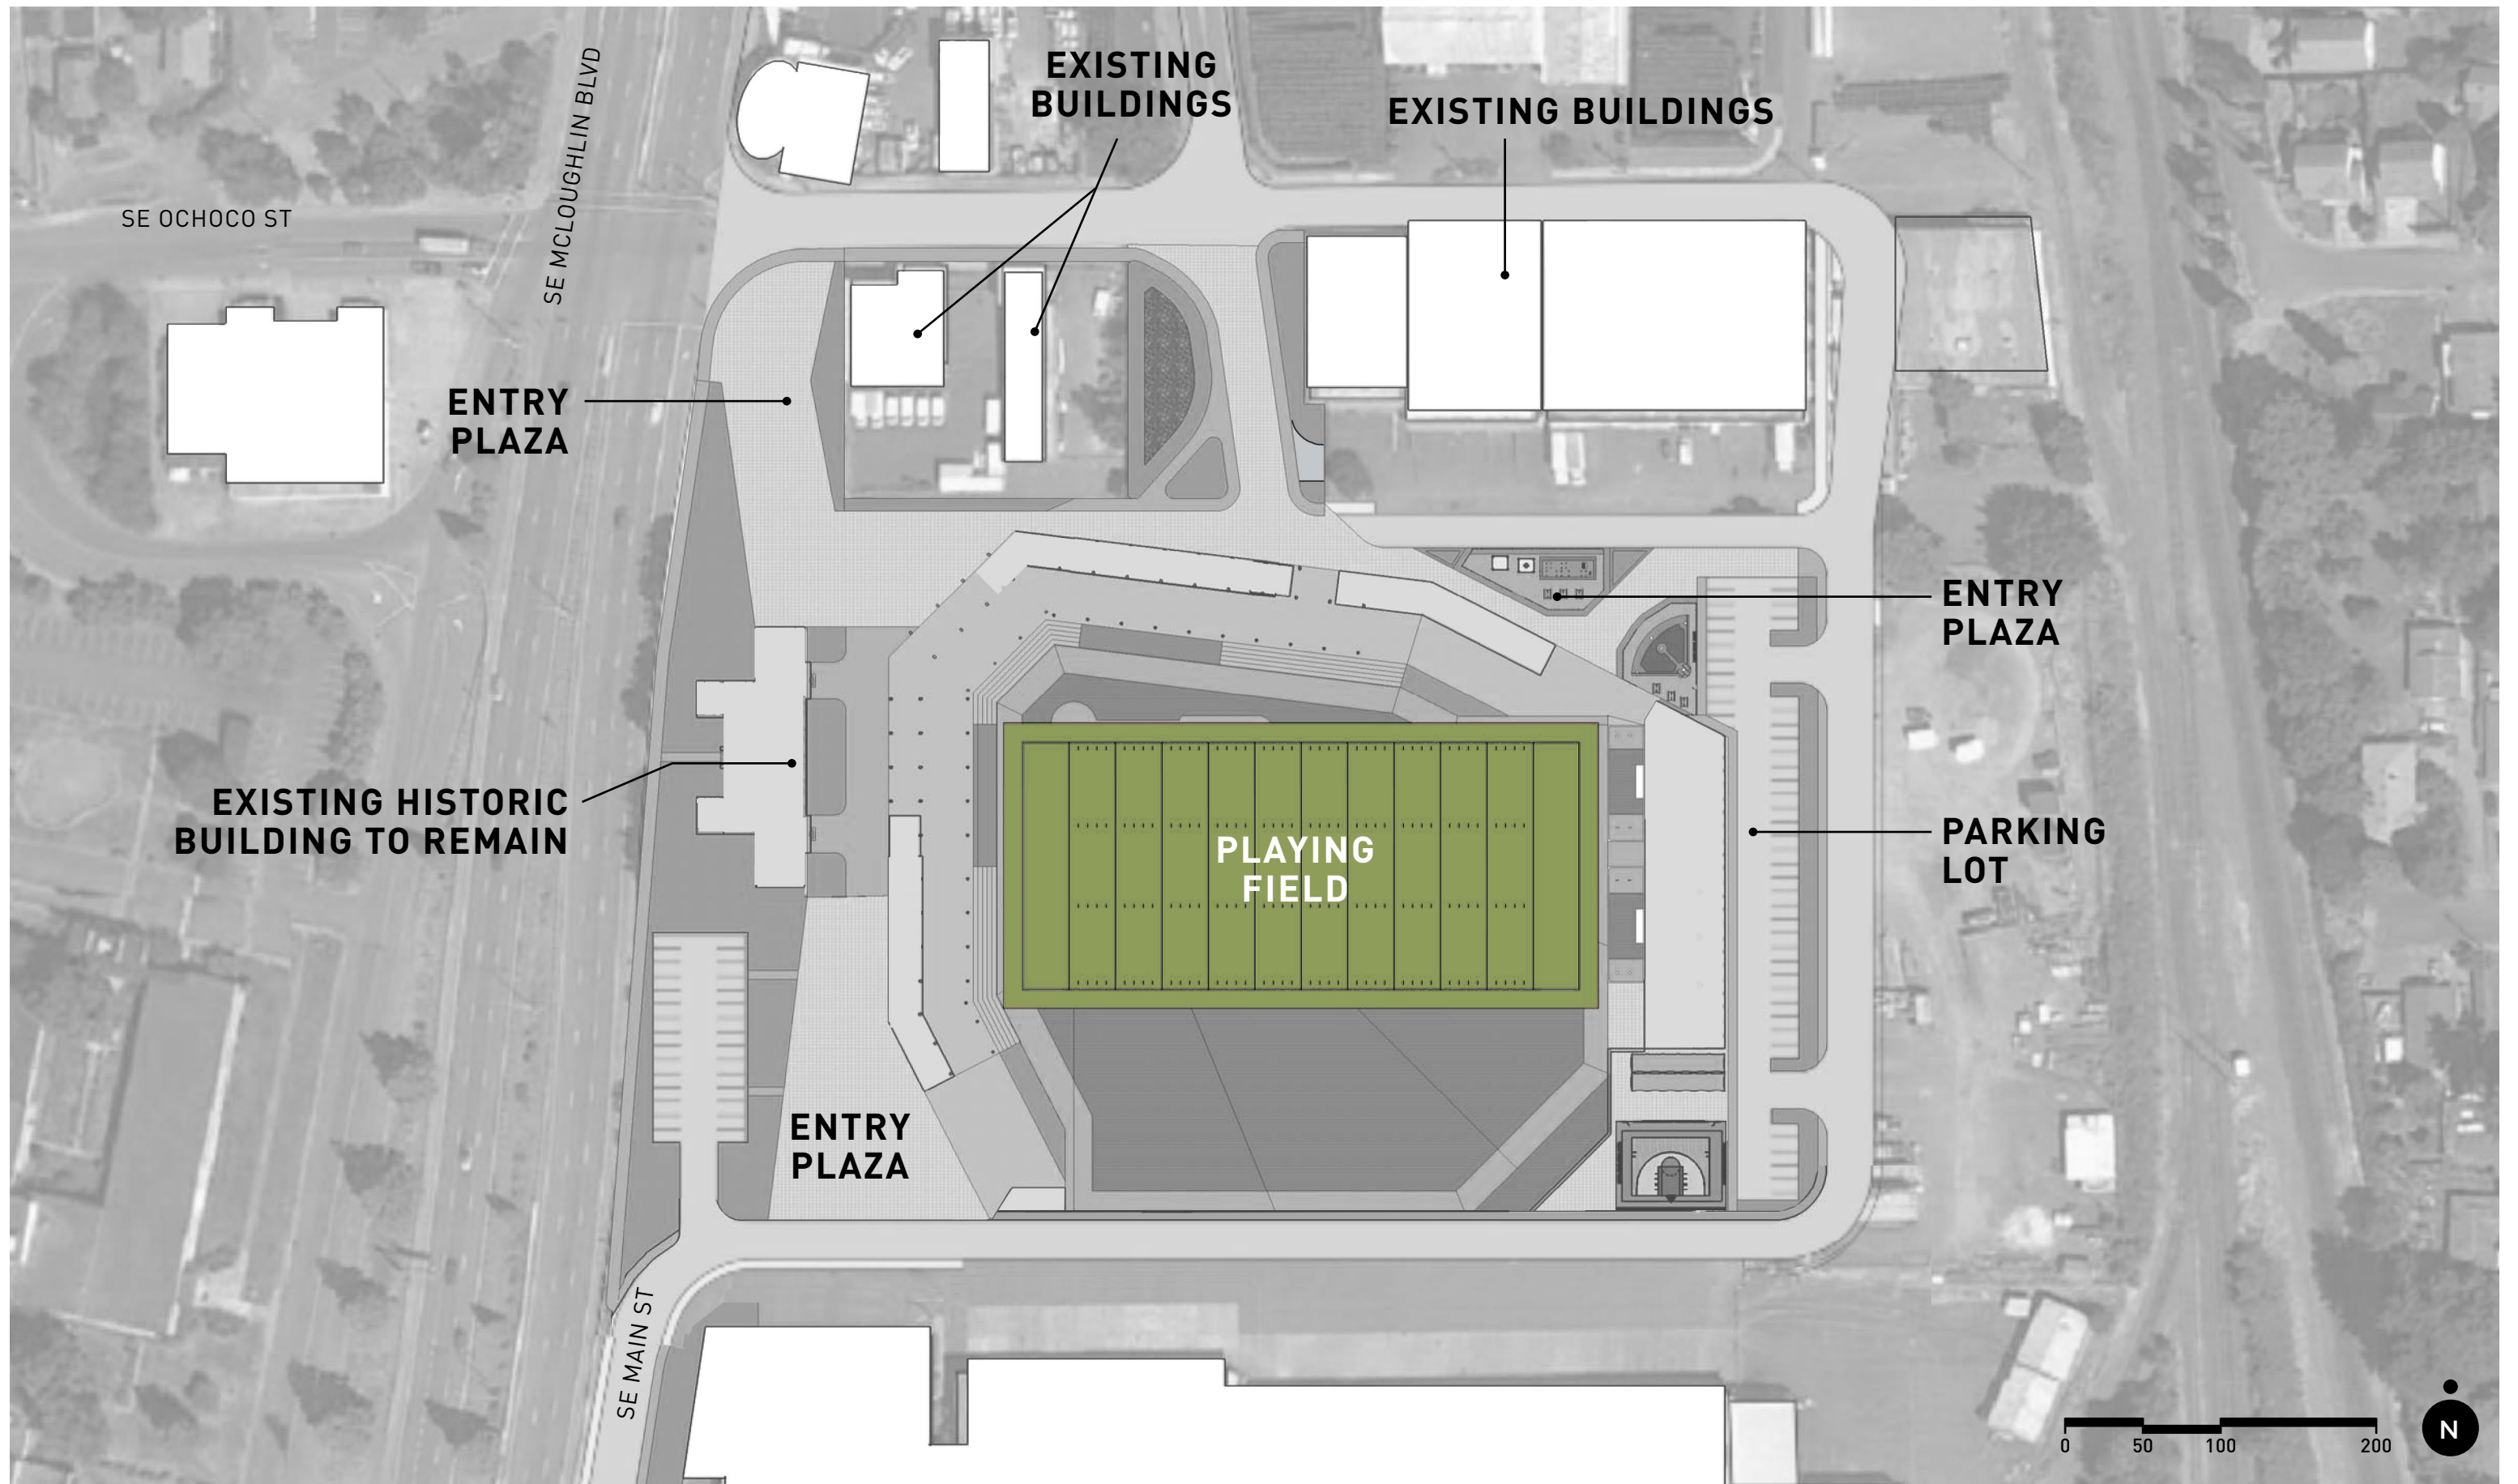 EXISTING
BUILDINGS
EXISTING BUILDINGS
SE MCLOUGHLIN BLVD
SE OCHOCO ST
ENTRY
PLAZA
ENTRY
PLAZA
EXISTING HISTORIC
BUILDING TO REMAIN
PLAYING
FIELD
PARKING
LOT
ENTRY
PLAZA
SE MAIN ST
0
50
100
200
N